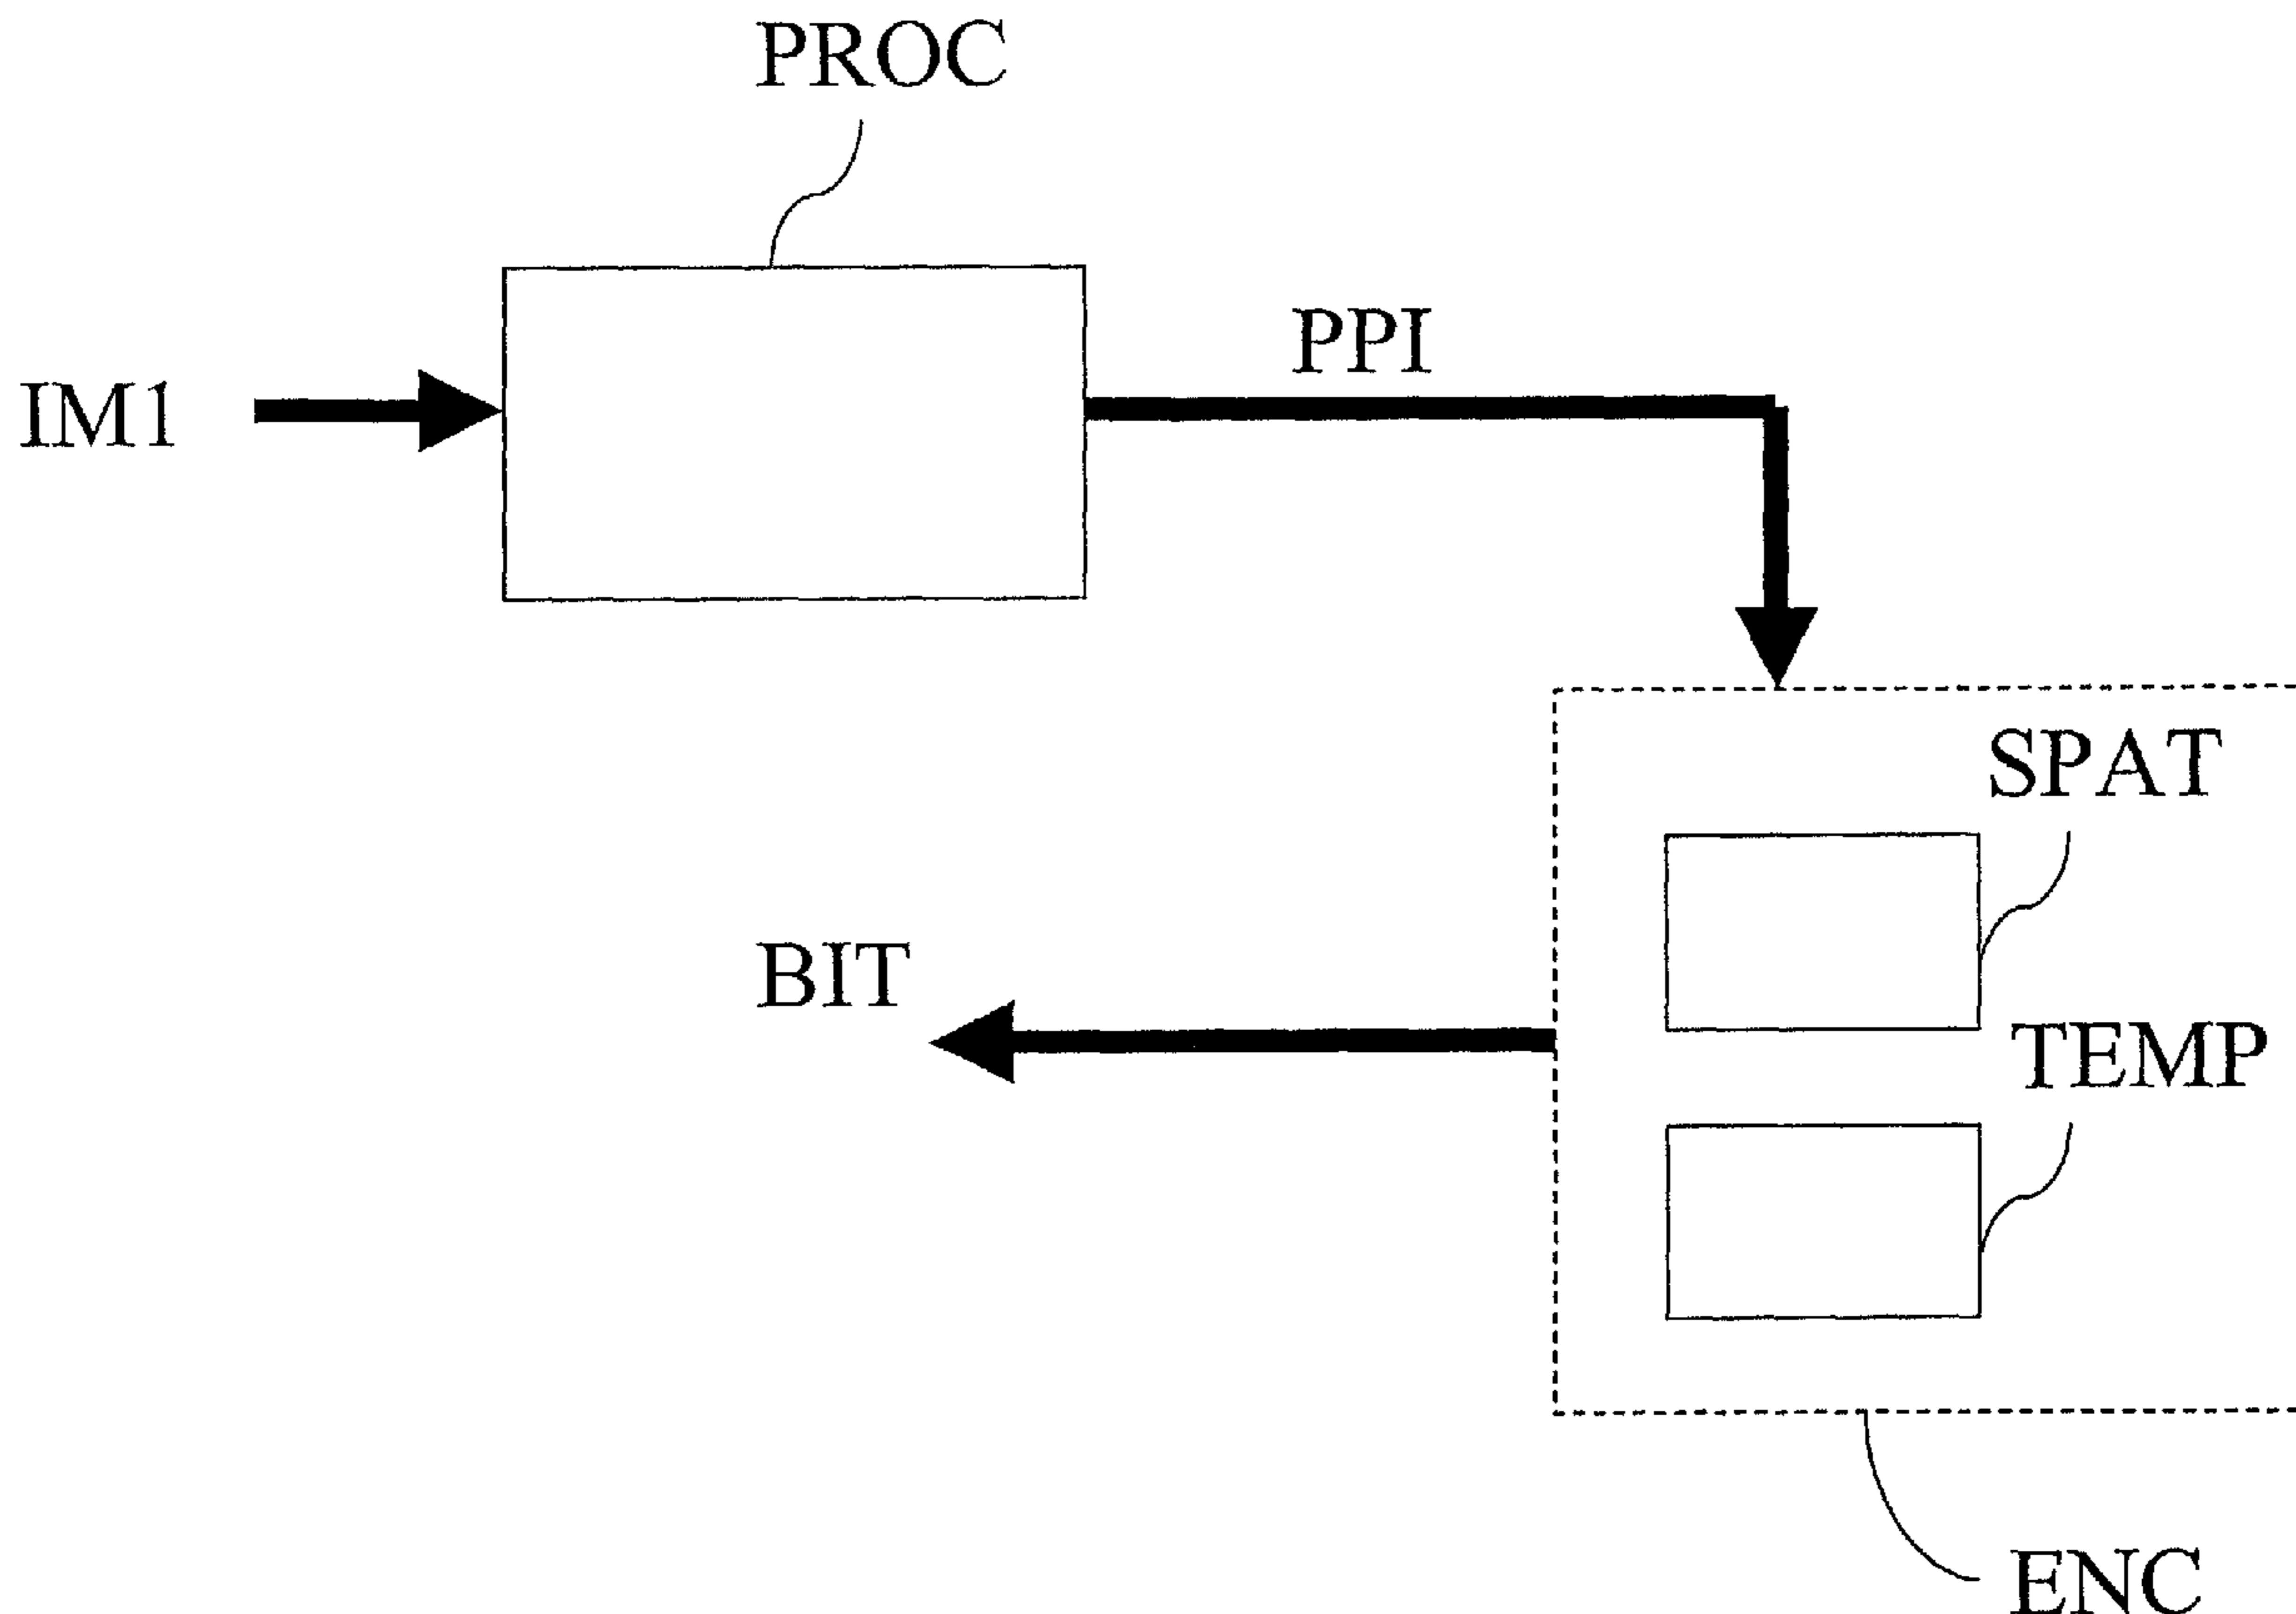 PROC
PPI
IM1
SPAT
BIT
TEMP
ENC